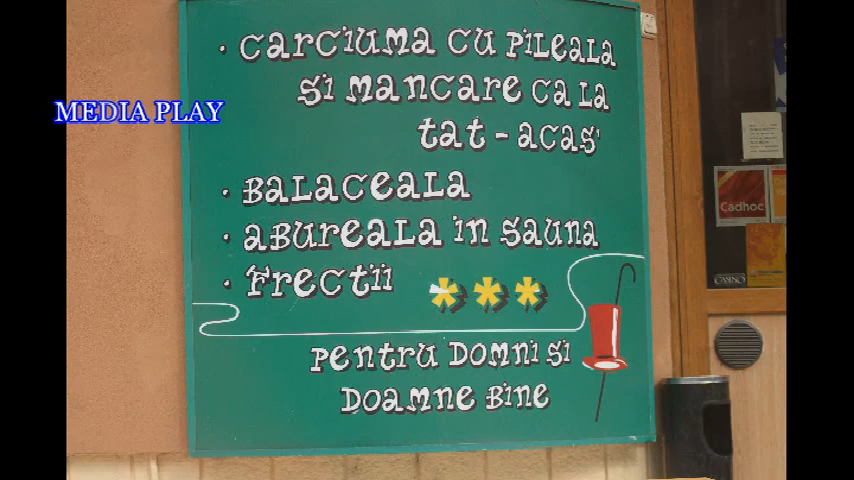 • CARCIUMA CU PILEALA
SI MANCARE CA LA
TAT - ACAS'
MEDIA PLAY
• BALACEALA
• ABUREALA IN SAUNA
• FRECTII
***
PENTRU DOMNI SI
DOAMNE BINE
Cadhoc
CASINO